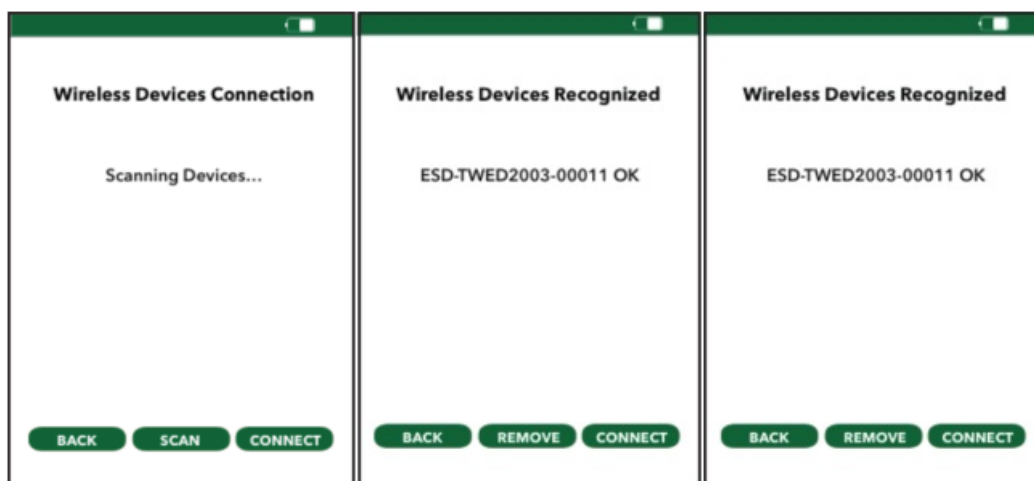 Wireless Devices Connection
Scanning Devices...
BACK SCAN CONNECT
Wireless Devices Recognized
ESD-TWED2003-00011 OK
BACK REMOVE CONNECT
Wireless Devices Recognized
ESD-TWED2003-00011 OK
BACK REMOVE CONNECT